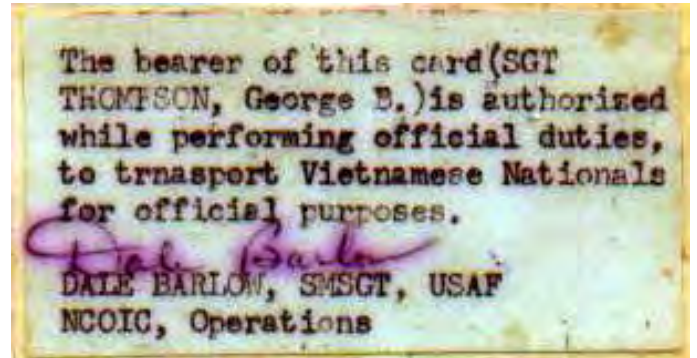 The bearer of this card(SGT
THOMPSON, George B.)is authorized
while performing official duties,
to trnasport Vietnamese Nationals
for official purposes.
Dale Barlow
DALE BARLOW, SMSGT, USAF
NCOIC, Operations